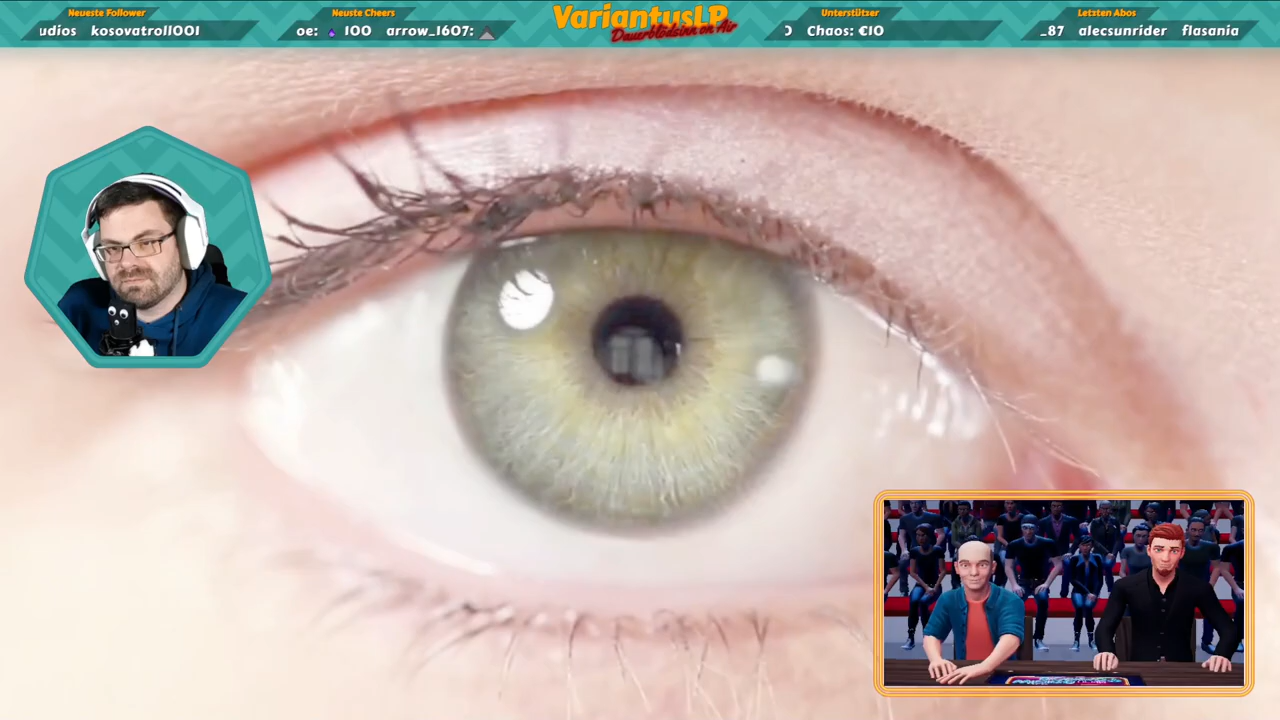 Neueste Follower
udios kosovatroll001
Neuste Cheers
oe: 100 arrow_1607:
VariantusLP
Dauerblödsinn on Air
Unterstützer
Chaos: €10
Letzten Abos
_87 alecsunrider flasania